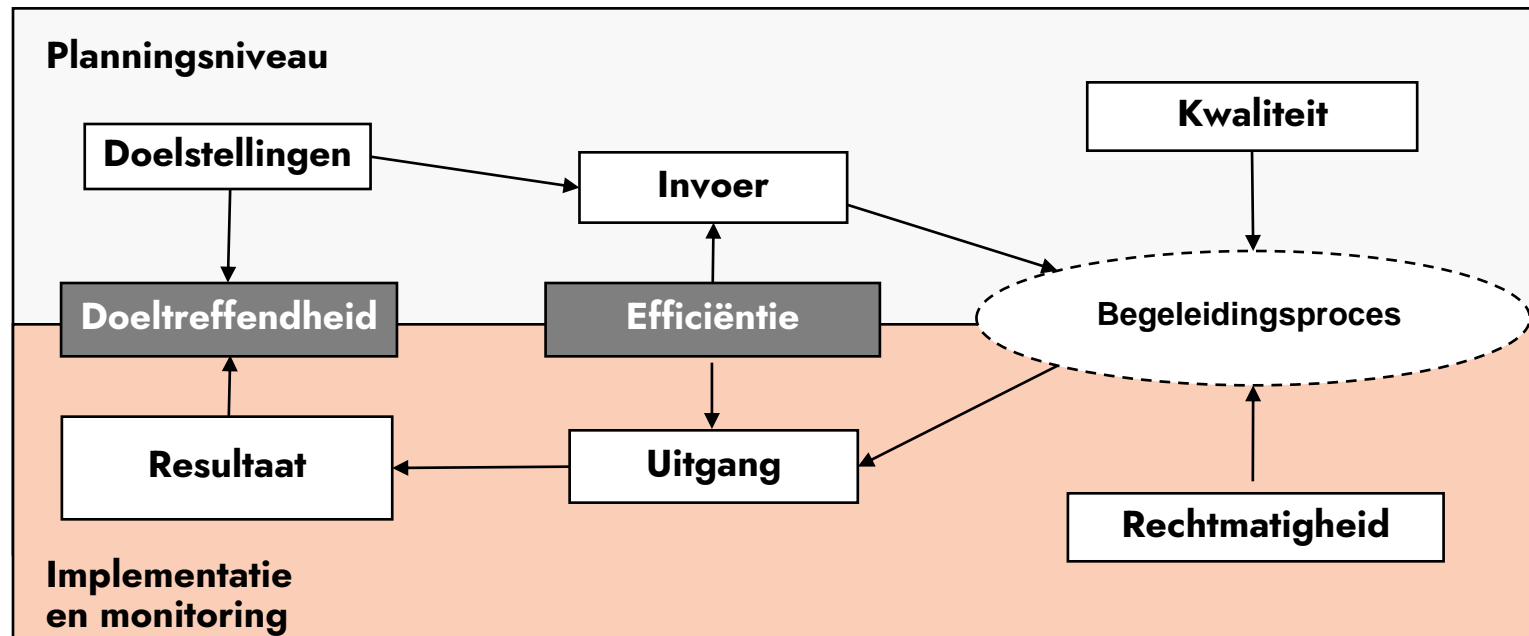 Planningsniveau
Kwaliteit
Doelstellingen
Invoer
Doeltreffendheid
Efficiëntie
Begeleidingsproces
Resultaat
Uitgang
Rechtmatigheid
Implementatie
en monitoring